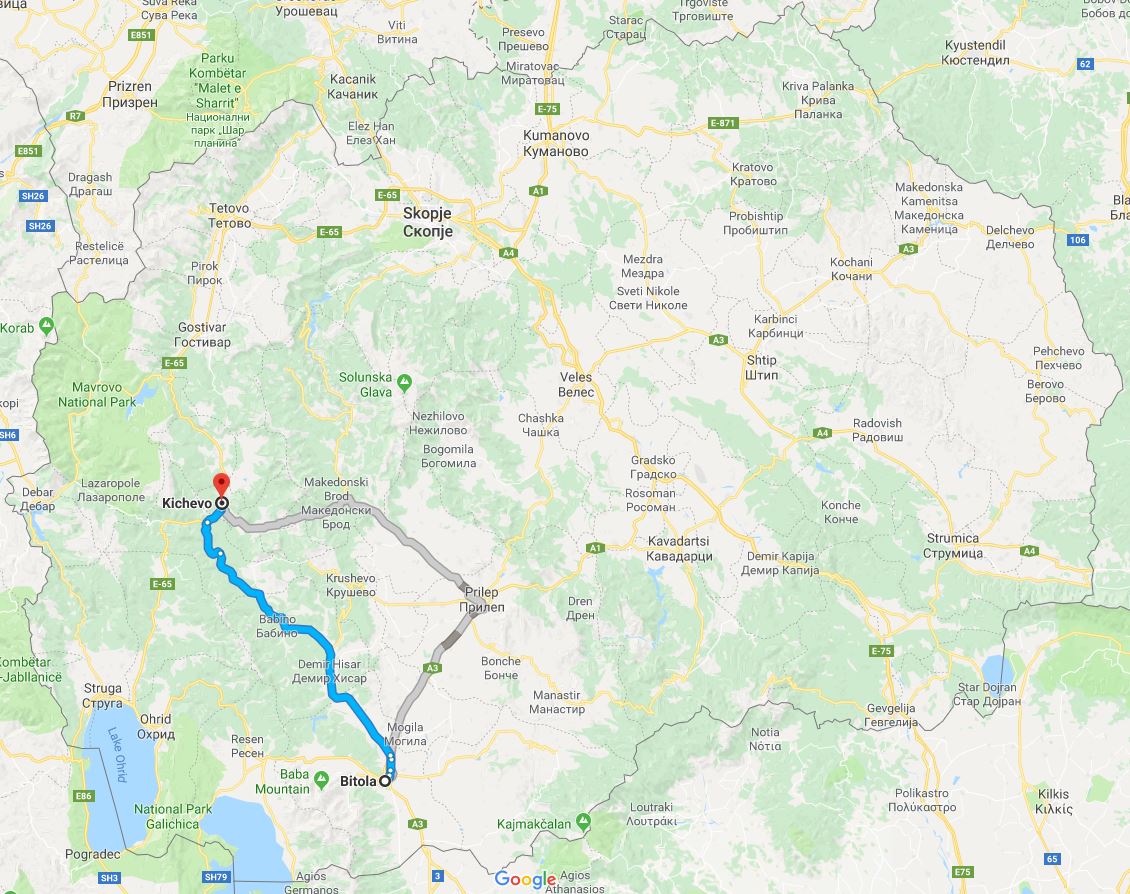 Suva Reka
Сува Река
Урошевац
E851
Viti
Витина
Starac
Старац
Tregoviste
Трговиште
Bobov do
Бобов до
Presevo
Прешево
Miratovac
Миратовац
Kyustendil
Кюстендил
62
Parku
Kombëtar
"Malet e
Sharrit"
Национални
парк „Шар
планина"
Prizren
Призрен
R7
Kacanik
Качаник
Kriva Palanka
Крива
Паланка
E-75
E-871
Elez Han
Елез Хан
Kumanovo
Куманово
E851
Dragash
Драгаш
SH26
SH26
Kratovo
Кратово
Makedonska
Kamenitsa
Македонска
Каменица
A1
E-65
Tetovo
Тетово
E-65
Skopje
Скопје
Probishtip
Пробиштип
Delchevo
Делчево
106
A3
A4
Restelicë
Рестелица
Pirok
Пирок
Mezdra
Мездра
Kochani
Кочани
Sveti Nikole
Свети Николе
Korab
Gostivar
Гостивар
E-65
Karbinci
Карбинци
A3
Shtip
Штип
Pehchevo
Пехчево
Berovo
Берово
Mavrovo
National Park
Solunska
Glava
Veles
Велес
SH6
Nezhilovo
Нежилово
Chashka
Чашка
Bogomila
Богомила
Radovish
Радовиш
A4
Gradsko
Градско
Lazaropole
Лазарополе
Debar
Дебар
Kichevo
Makedonski
Brod
Македонски
Брод
Rosoman
Росоман
Konche
Конче
Strumica
Струмица
A4
A1
Kavadartsi
Кавадарци
Demir Kapija
Демир Капија
E-65
Krushevo
Крушево
Prilep
Прилеп
Dren
Дрен
Babino
Бабино
E-75
Kombëtar
-Jabllanicë
Demir Hisar
Демир Хисар
A3
Bonche
Бонче
Struga
Струга
Manastir
Манастир
Star Dojran
Стар Дојран
Gevgelija
Гевгелија
Ohrid
Охрид
Mogila
Могила
Notia
Νότια
Lake Ohrid
Resen
Ресен
Baba
Mountain
Bitola
E86
National Park
Galichica
Polikastro
Πολύκαστρο
Kilkis
Κιλκίς
Loutraki
Λουτράκι
Kajmakčalan
A3
Pogradec
SH3
SH79
Agios
Germanos
3
Google
Agios
Athanasios
E75
65